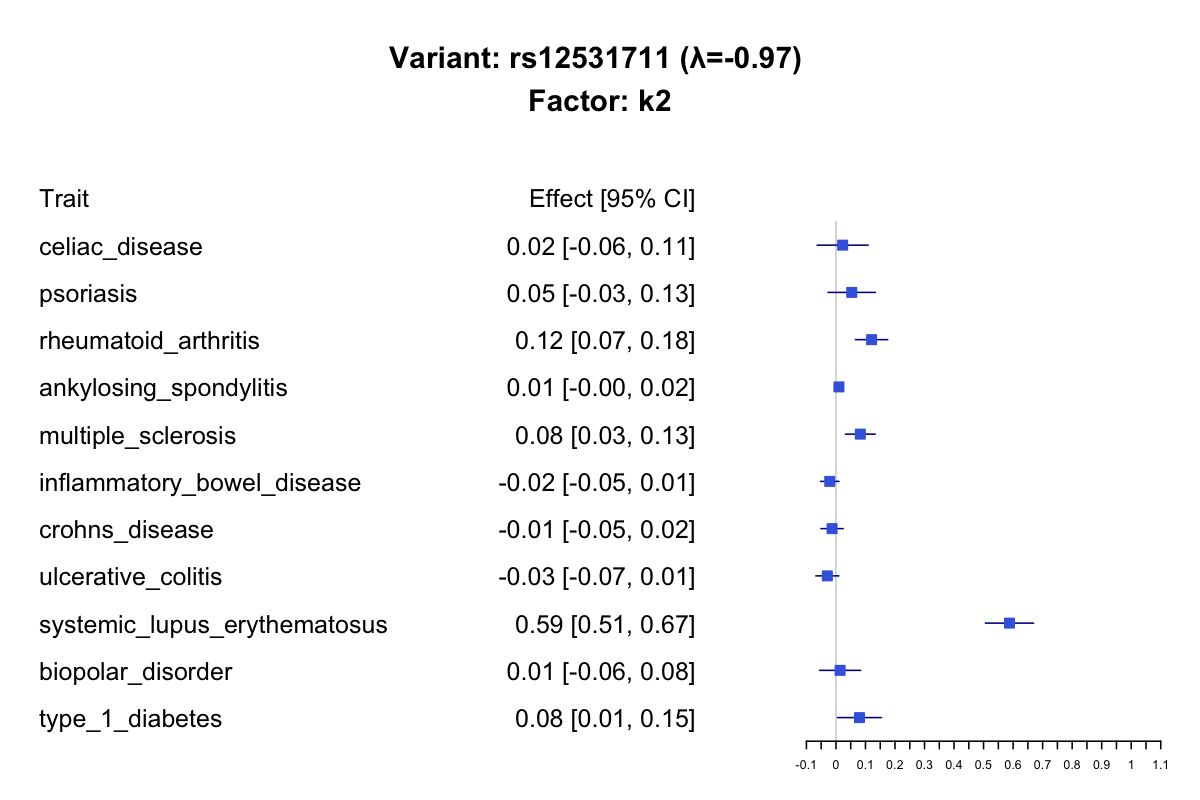 Variant: rs12531711 (λ=-0.97)
Factor: k2
Trait Effect [95% CI]
celiac_disease 0.02 [-0.06, 0.11]
psoriasis 0.05 [-0.03, 0.13]
rheumatoid_arthritis 0.12 [0.07, 0.18]
ankylosing_spondylitis 0.01 [-0.00, 0.02]
multiple_sclerosis 0.08 [0.03, 0.13]
inflammatory_bowel_disease -0.02 [-0.05, 0.01]
crohns_disease -0.01 [-0.05, 0.02]
ulcerative_colitis -0.03 [-0.07, 0.01]
systemic_lupus_erythematosus 0.59 [0.51, 0.67]
biopolar_disorder 0.01 [-0.06, 0.08]
type_1_diabetes 0.08 [0.01, 0.15]
-0.1 0 0.1 0.2 0.3 0.4 0.5 0.6 0.7 0.8 0.9 1 1.1